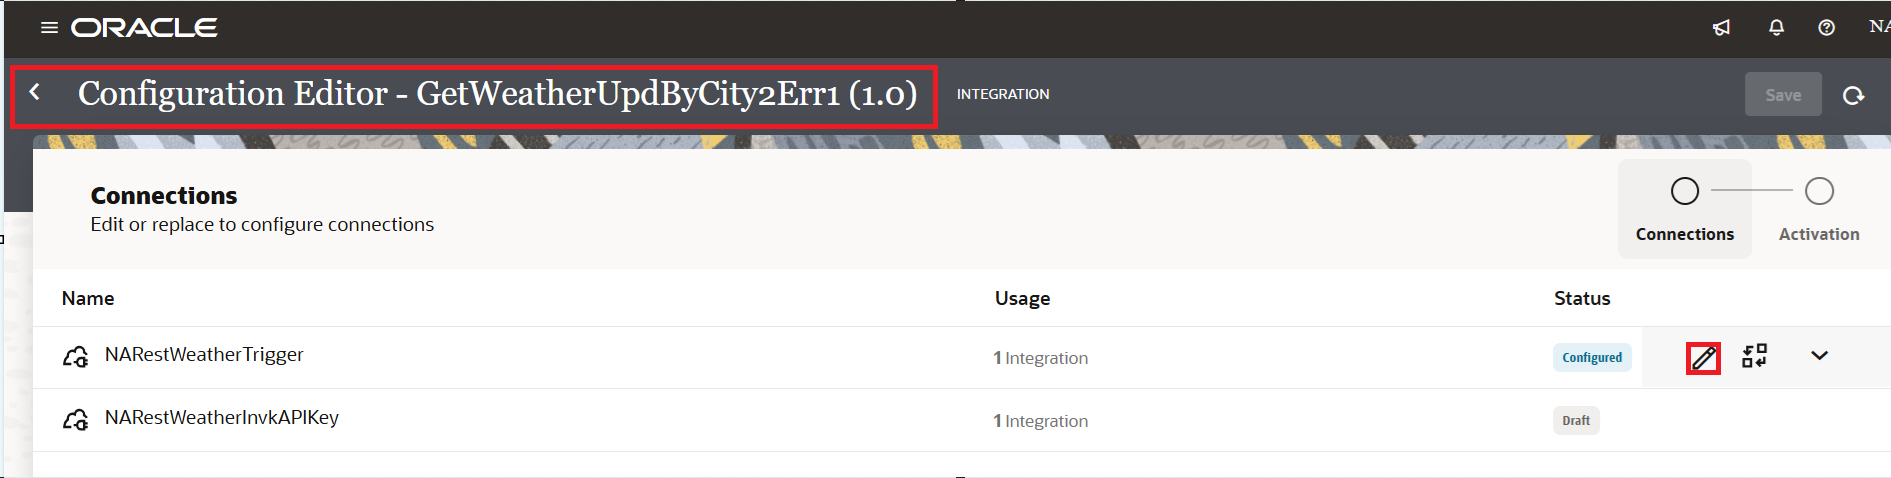 ORACLE
NA
Configuration Editor - GetWeatherUpdByCity2Err1 (1.0)
INTEGRATION
Save
Connections
Edit or replace to configure connections
Connections
Activation
Name
Usage
Status
NARestWeatherTrigger
1 Integration
Configured
NARestWeatherInvkAPIKey
1 Integration
Draft